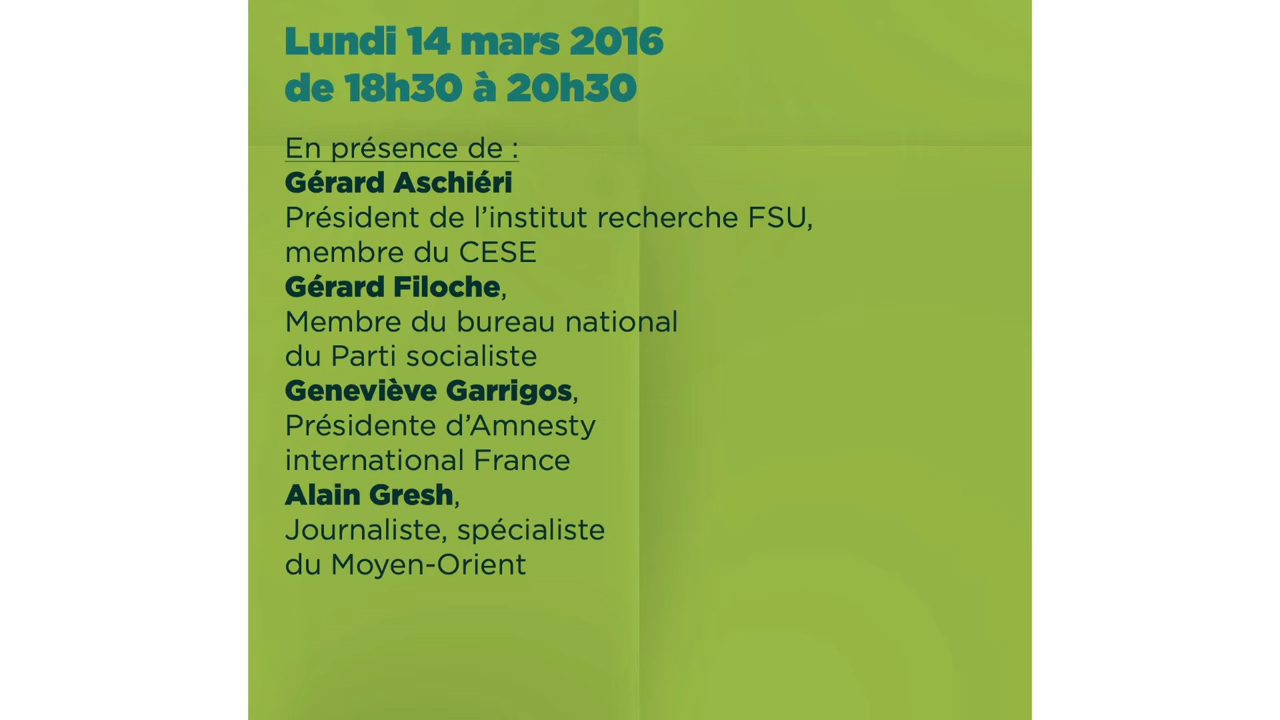 Lundi 14 mars 2016
de 18h30 à 20h30
En présence de :
Gérard Aschiéri
Président de l’institut recherche FSU,
membre du CESE
Gérard Filoche,
Membre du bureau national
du Parti socialiste
Geneviève Garrigos,
Présidente d’Amnesty
international France
Alain Gresh,
Journaliste, spécialiste
du Moyen-Orient